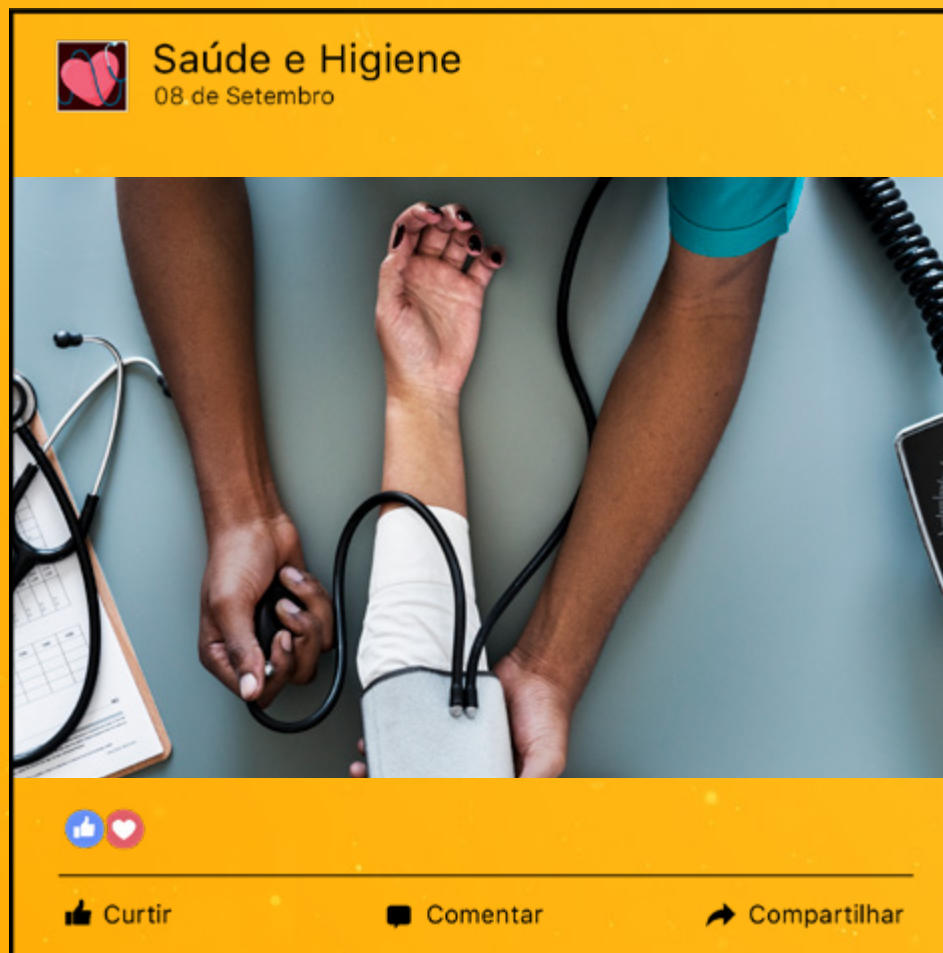 Saúde e Higiene
08 de Setembro
Curtir
Comentar
Compartilhar